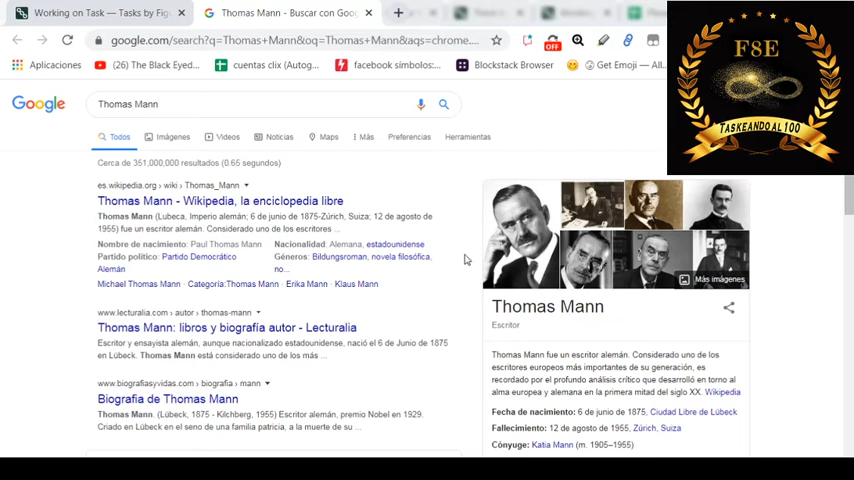 Working on Task — Tasks by Fig
Thomas Mann - Buscar con Goog
google.com/search?q=Thomas+Mann&oq=Thomas+Mann&aqs=chrome....
OFF
Aplicaciones
(26) The Black Eyed...
cuentas clix (Autog...
facebook símbolos:...
Blockstack Browser
Get Emoji — All...
F8E
TASKEANDO AL 100
Google
Thomas Mann
Todos
Imágenes
Videos
Noticias
Maps
Más
Preferencias
Herramientas
Cerca de 351,000,000 resultados (0.65 segundos)
es.wikipedia.org › wiki › Thomas_Mann
Thomas Mann - Wikipedia, la enciclopedia libre
Thomas Mann (Lubeca, Imperio alemán; 6 de junio de 1875-Zúrich, Suiza; 12 de agosto de
1955) fue un escritor alemán. Considerado uno de los escritores ...
Nombre de nacimiento: Paul Thomas Mann
Nacionalidad: Alemana, estadounidense
Partido político: Partido Democrático
Alemán
Géneros: Bildungsroman, novela filosófica,
no...
Michael Thomas Mann · Categoría:Thomas Mann · Erika Mann · Klaus Mann
www.lecturalia.com › autor › thomas-mann
Thomas Mann: libros y biografía autor - Lecturalia
Escritor y ensayista alemán, aunque nacionalizado estadounidense, nació el 6 de Junio de 1875
en Lübeck. Thomas Mann está considerado uno de los más ...
www.biografiasyvidas.com › biografia › mann
Biografia de Thomas Mann
Thomas Mann. (Lübeck, 1875 - Kilchberg, 1955) Escritor alemán, premio Nobel en 1929.
Criado en Lübeck en el seno de una familia patricia, a la muerte de su ...
Más imágenes
Thomas Mann
Escritor
Thomas Mann fue un escritor alemán. Considerado uno de los
escritores europeos más importantes de su generación, es
recordado por el profundo análisis crítico que desarrolló en torno al
alma europea y alemana en la primera mitad del siglo XX. Wikipedia
Fecha de nacimiento: 6 de junio de 1875, Ciudad Libre de Lübeck
Fallecimiento: 12 de agosto de 1955, Zúrich, Suiza
Cónyuge: Katia Mann (m. 1905–1955)